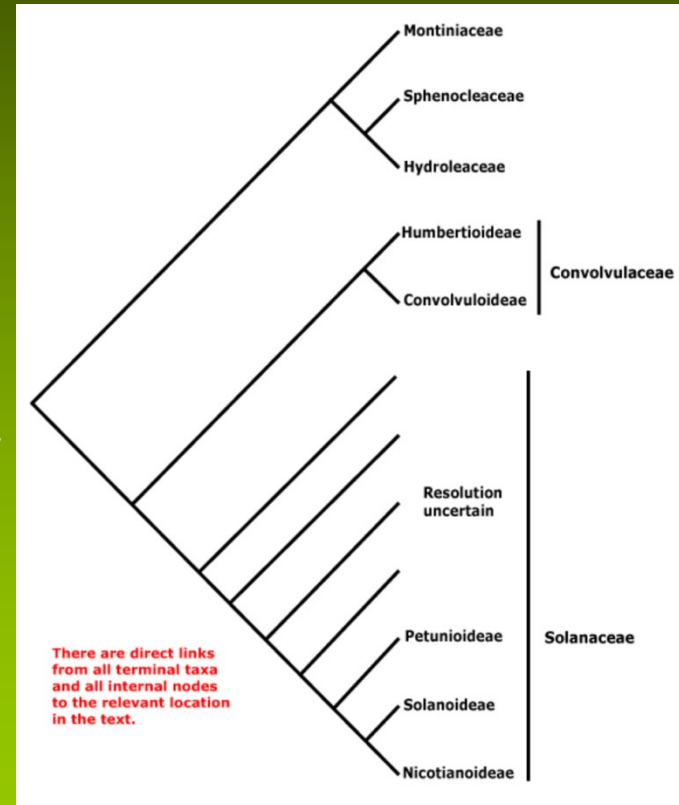 Montiniaceae
Sphenocleaceae
Hydroleaceae
Humbertioideae
Convolvulaceae
Convolvuloideae
Resolution
uncertain
Petunioideae
Solanaceae
There are direct links
from all terminal taxa
and all internal nodes
to the relevant location
in the text.
Solanoideae
Nicotianoideae